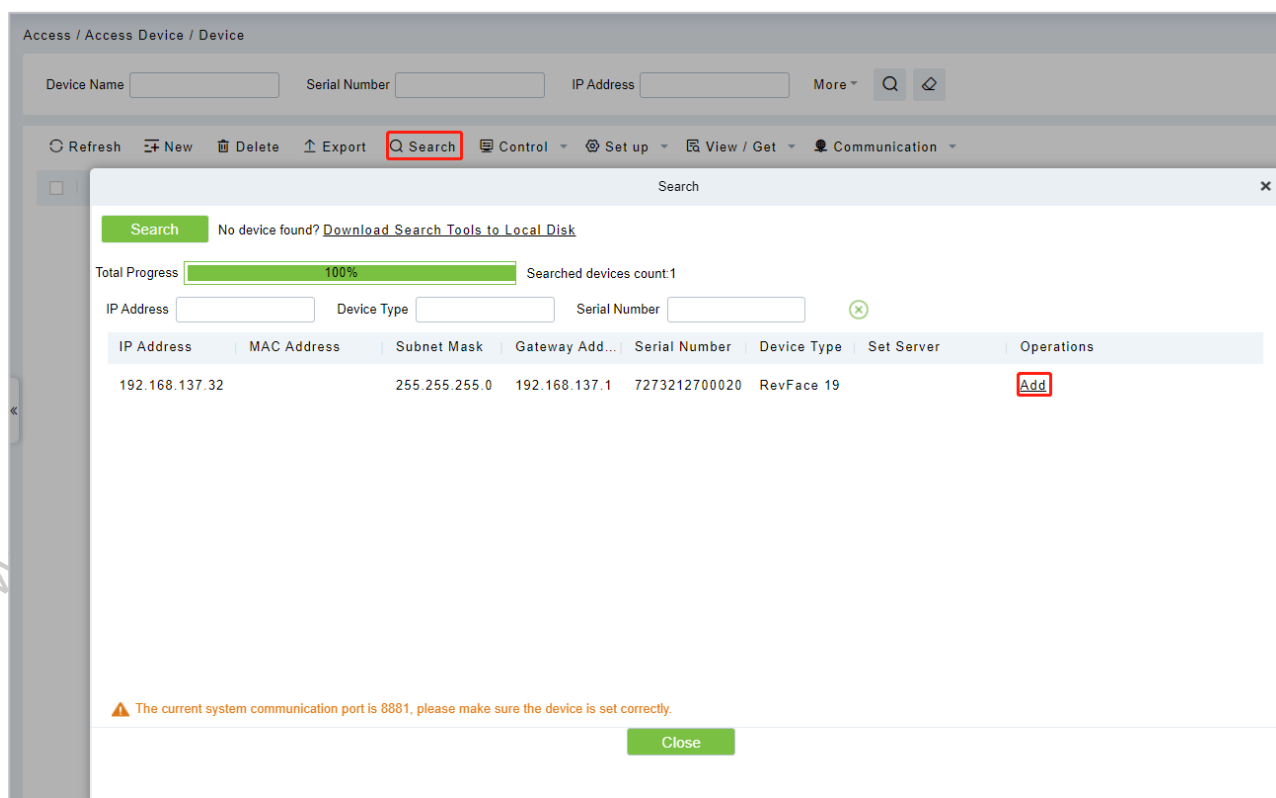 Access / Access Device / Device
Device Name Serial Number IP Address More
Refresh New Delete Export Search Control Set up View / Get Communication
Search
Search No device found? Download Search Tools to Local Disk
Total Progress 100% Searched devices count:1
IP Address Device Type Serial Number
IP Address MAC Address Subnet Mask Gateway Add... Serial Number Device Type Set Server Operations
192.168.137.32 255.255.255.0 192.168.137.1 7273212700020 RevFace 19 Add
The current system communication port is 8881, please make sure the device is set correctly.
Close